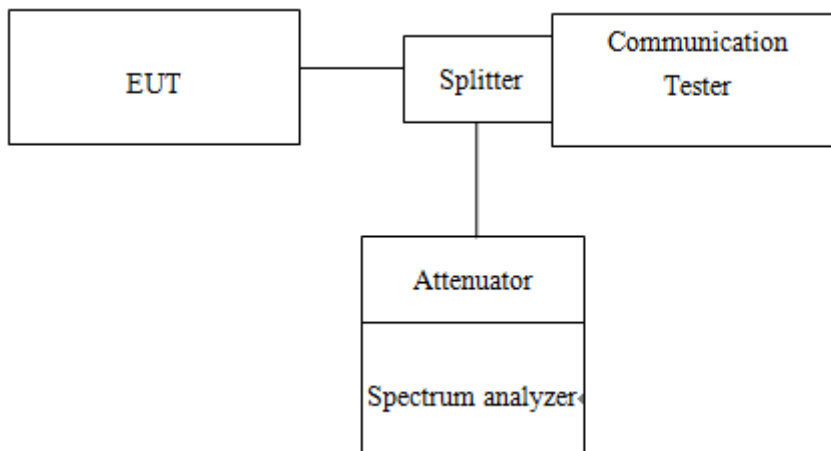 EUT
Splitter
Communication
Tester
Attenuator
Spectrum analyzer